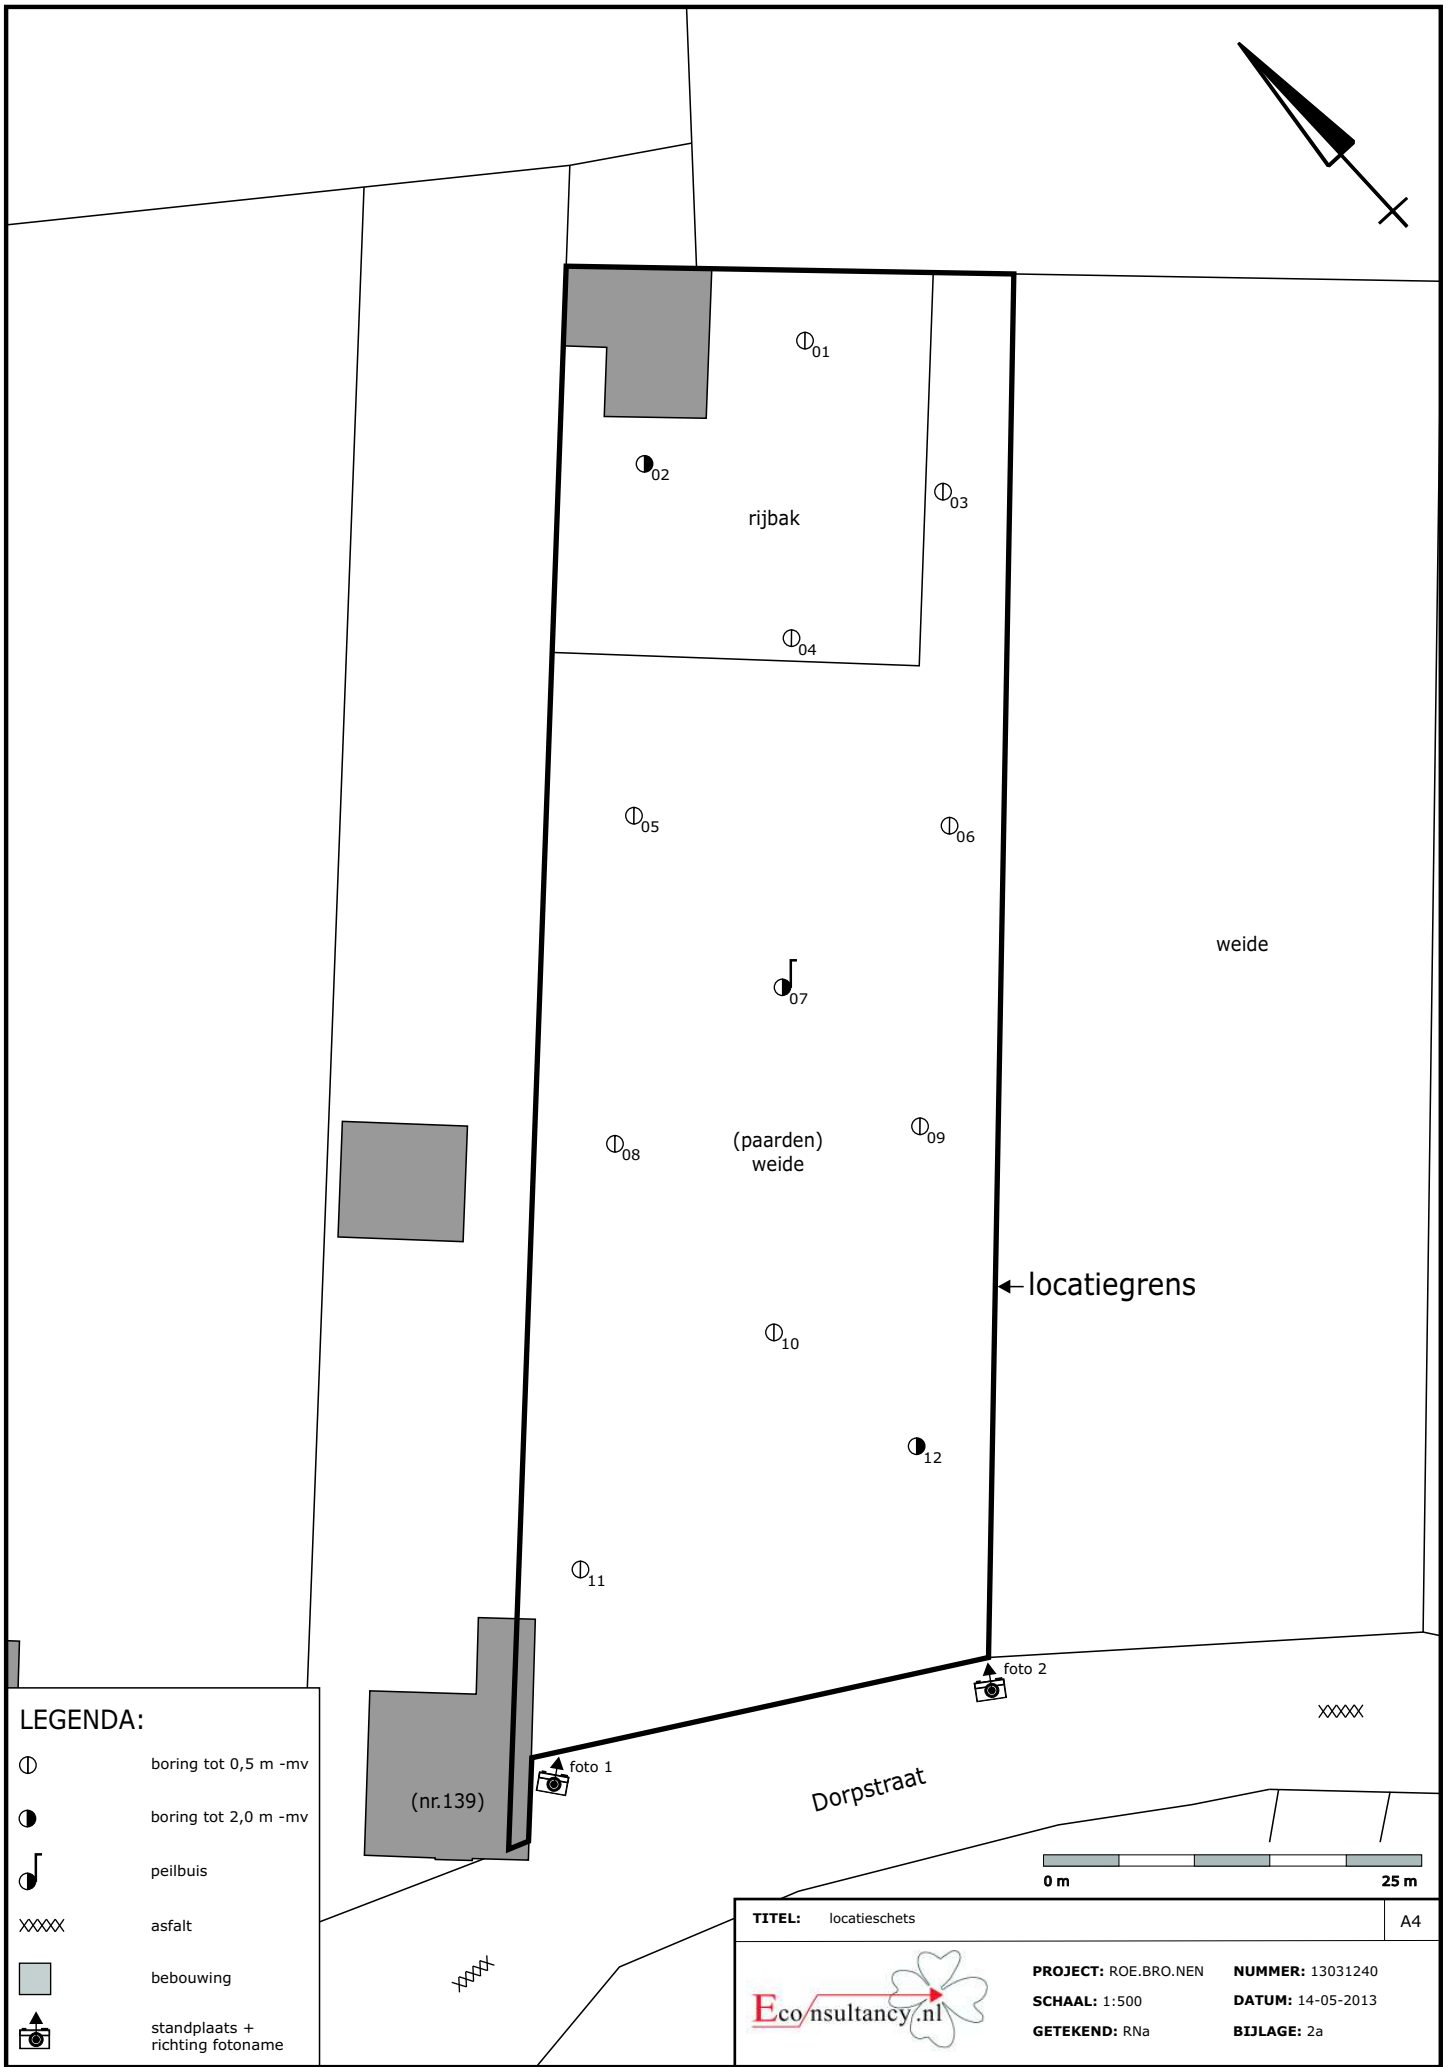 01
02
03
rijbak
04
05
06
weide
07
08
(paarden)
weide
09
locatiegrens
10
12
11
foto 2
foto 1
(nr.139)
Dorpstraat
LEGENDA:
boring tot 0,5 m -mv
boring tot 2,0 m -mv
peilbuis
asfalt
bebouwing
standplaats +
richting fotoname
0 m 25 m
TITEL: locatieschets A4
Econsultancy.nl
PROJECT: ROE.BRO.NEN NUMMER: 13031240
SCHAAL: 1:500 DATUM: 14-05-2013
GETEKEND: RNa BIJLAGE: 2a